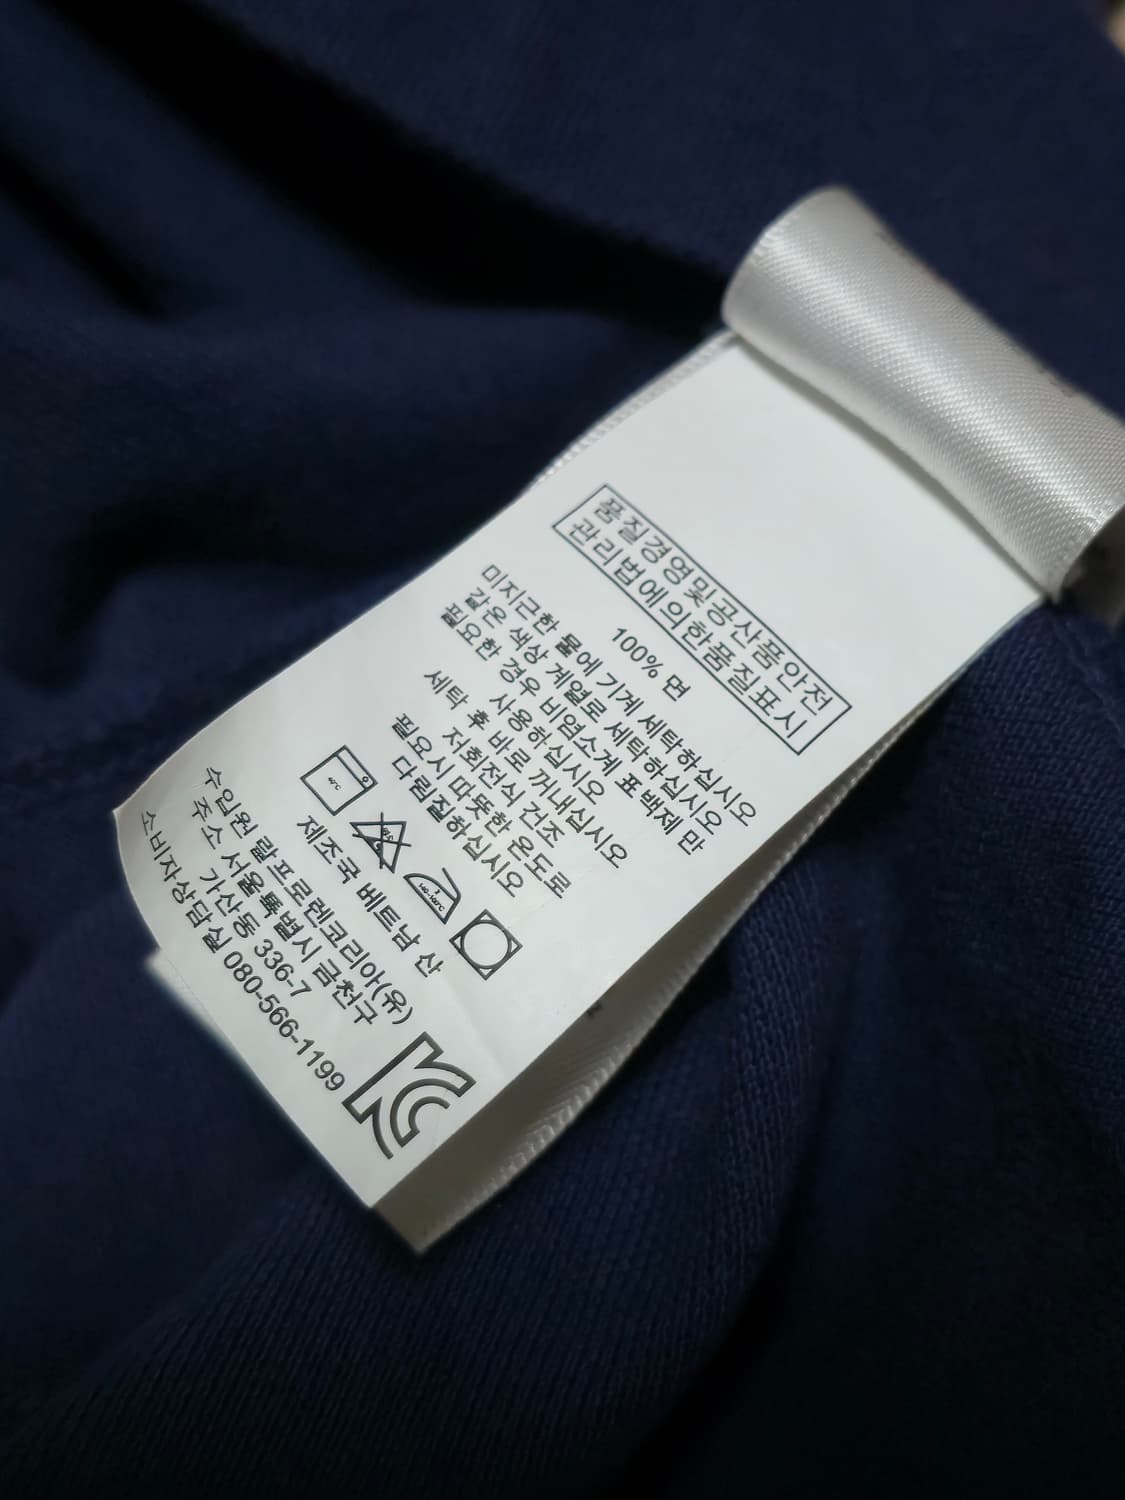 품질경영및공산품안전
관리법에의한품질표시
100% 면
미지근한 물에 기계 세탁하십시오
같은 색상 계열로 세탁하십시오
필요한 경우 비염소계 표백제 만
사용하십시오
세탁 후 바로 꺼내십시오
저회전식 건조
필요시 따뜻한 온도로
다림질하십시오
40℃
제조국 베트남 산
수입원 랄프로렌코리아(유)
주소 서울특별시 금천구
가산동 336-7
소비자상담실 080-566-1199
KC